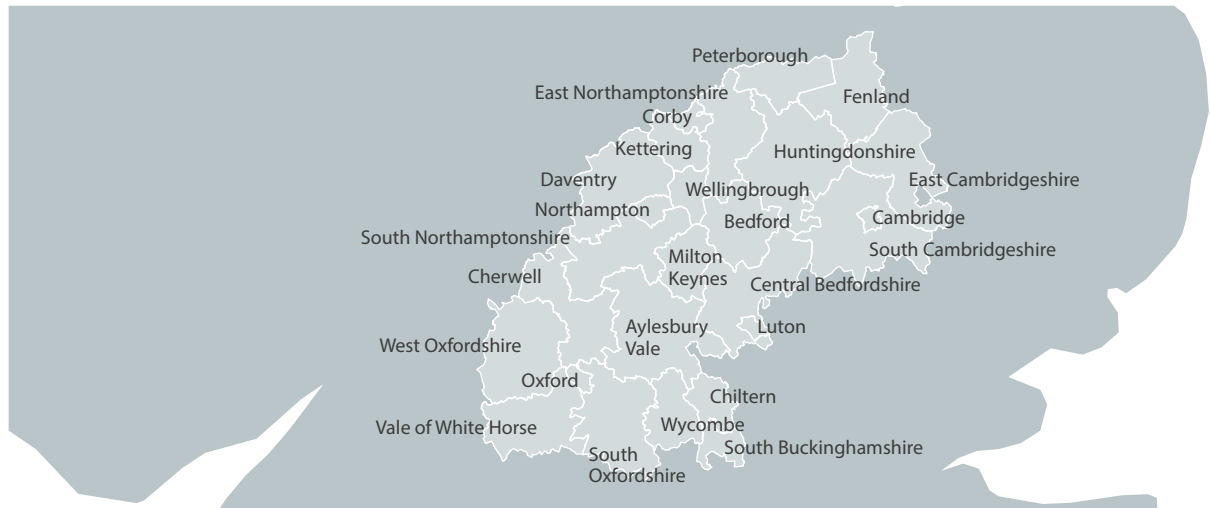 Peterborough
East Northamptonshire
Fenland
Corby
Kettering
Huntingdonshire
Daventry
East Cambridgeshire
Wellingbrough
Northampton
Cambridge
Bedford
South Northamptonshire
South Cambridgeshire
Milton
Keynes
Cherwell
Central Bedfordshire
Aylesbury
Vale
Luton
West Oxfordshire
Oxford
Chiltern
Vale of White Horse
Wycombe
South Buckinghamshire
South
Oxfordshire